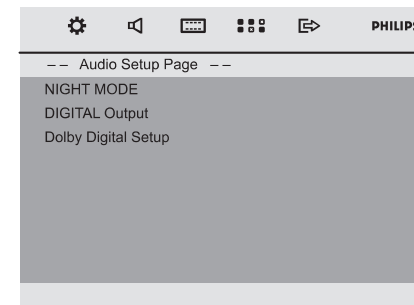 PHILIPS
-- Audio Setup Page --
NIGHT MODE
DIGITAL Output
Dolby Digital Setup